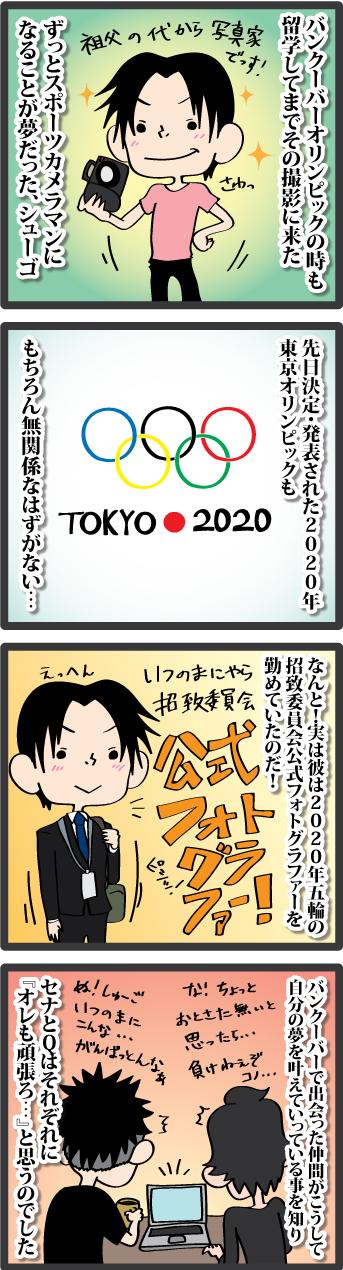 バンクーバーオリンピックの時も
留学してまでその撮影に来た
祖父の代から写真家
でっす!
さわっ
ずっとスポーツカメラマンに
なることが夢だった、シューゴ
先日決定・発表された2020年
東京オリンピックも
TOKYO 2020
もちろん無関係なはずがない…
なんと!実は彼は2020年五輪の
招致委員会公式フォトグラファーを
勤めていたのだ!
いつのまにやら
招致委員会
公式
フォト
グラ
ファー!
えっへん
バンクーバーで出会った仲間がこうして
自分の夢を叶えていっている事を知り
な!ちょっと
おとさた無いと
思ったら…
負けねぇぞ
コノ…
ぬ!しゅーご
いつのまに
こんな…
がんばっとんなぁ
セナとQはそれぞれに
『オレも頑張ろ…』と思うのでした